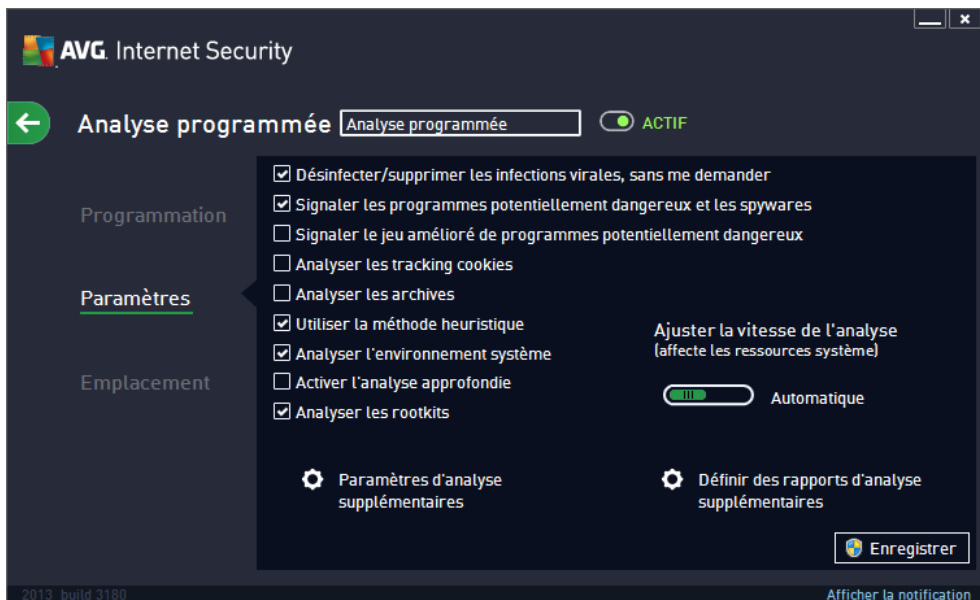 AVG. Internet Security
Analyse programmée
Analyse programmée
ACTIF
Programmation
Paramètres
Emplacement
Désinfecter/supprimer les infections virales, sans me demander
Signaler les programmes potentiellement dangereux et les spywares
Signaler le jeu amélioré de programmes potentiellement dangereux
Analyser les tracking cookies
Analyser les archives
Utiliser la méthode heuristique
Analyser l'environnement système
Activer l'analyse approfondie
Analyser les rootkits
Ajuster la vitesse de l'analyse
(affecte les ressources système)
Automatique
Paramètres d'analyse
supplémentaires
Définir des rapports d'analyse
supplémentaires
Enregistrer
2013 build 3180
Afficher la notification